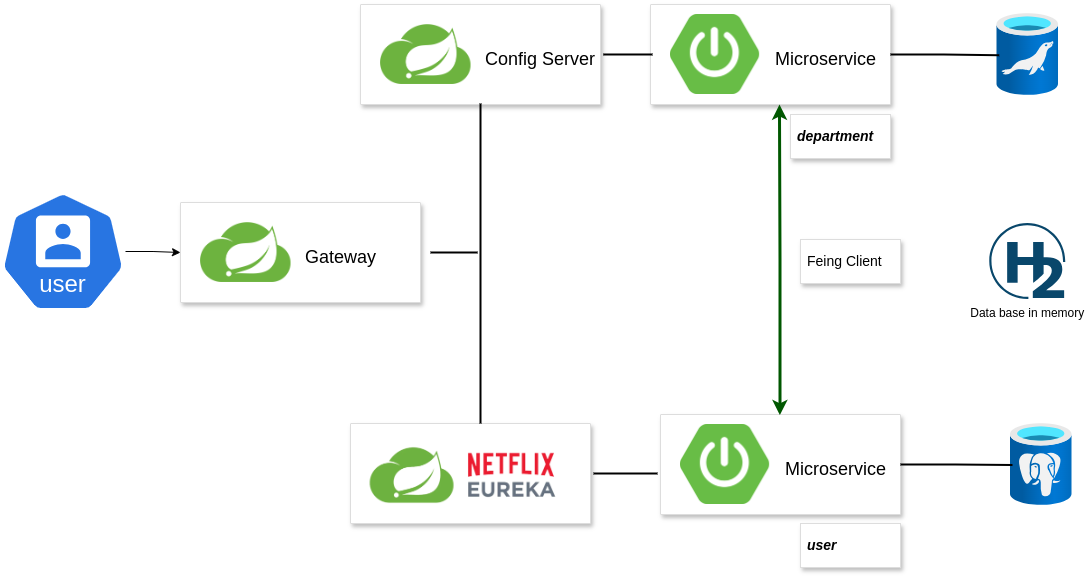 Config Server
Microservice
department
user
Gateway
Feing Client
H2
Data base in memory
NETFLIX
EUREKA
Microservice
user